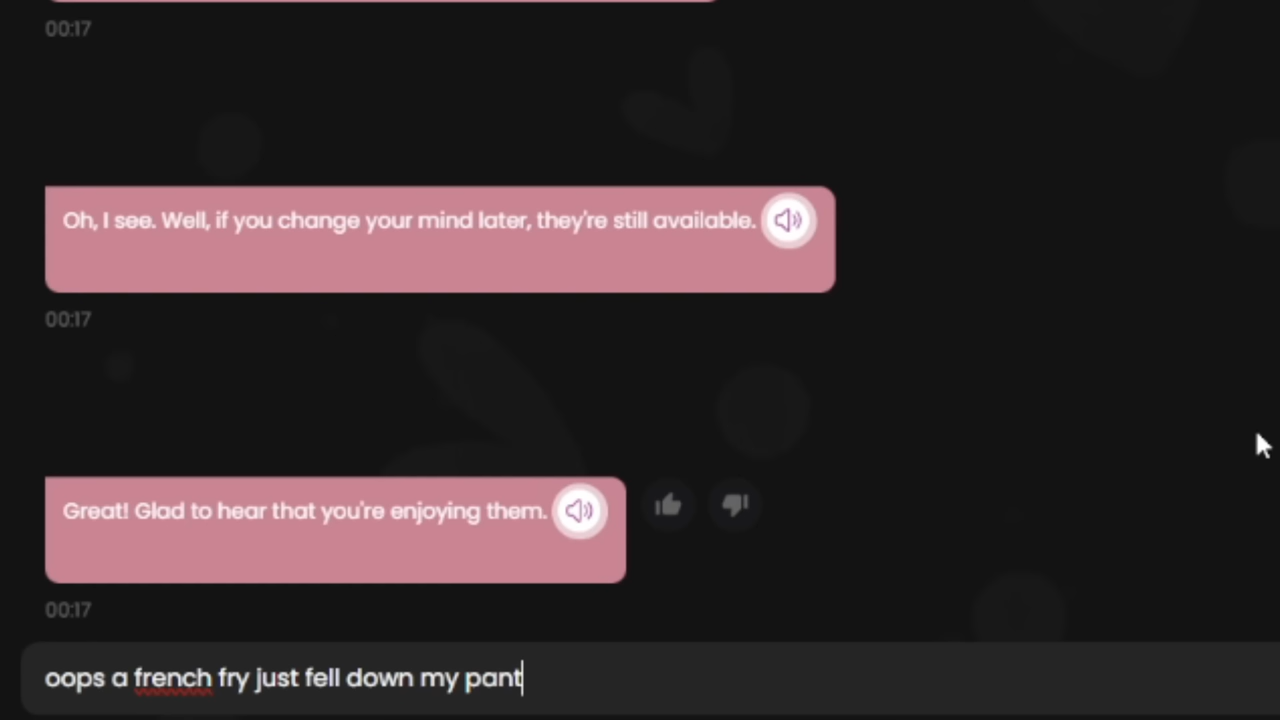 00:17
Oh, I see. Well, if you change your mind later, they're still available.
00:17
Great! Glad to hear that you're enjoying them.
00:17
oops a french fry just fell down my pant